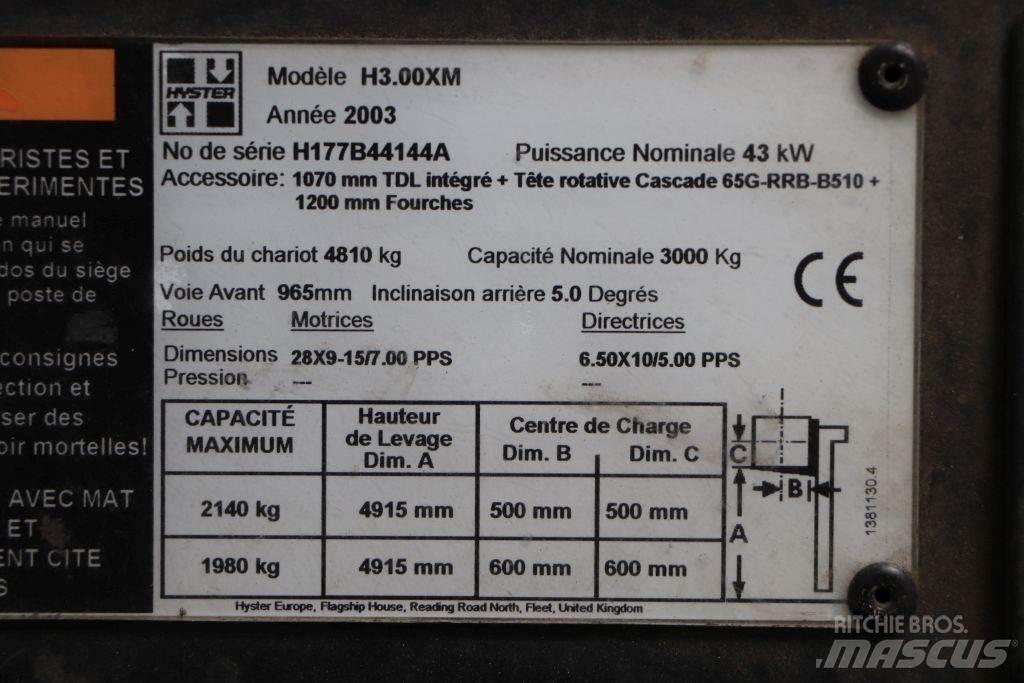 RISTES ET
ERIMENTES
manuel
n qui se
dos du siège
poste de
consignes
ection et
ser des
oir mortelles!
AVEC MAT
ET
ENT CITE
S
HYSTER
Modèle H3.00XM
Année 2003
No de série H177B44144A Puissance Nominale 43 kW
Accessoire: 1070 mm TDL intégré + Tête rotative Cascade 65G-RRB-B510 +
1200 mm Fourches
Poids du chariot 4810 kg Capacité Nominale 3000 Kg
CE
Voie Avant 965mm Inclinaison arrière 5.0 Degrés
Roues Motrices Directrices
Dimensions 28X9-15/7.00 PPS 6.50X10/5.00 PPS
Pression --- ---
CAPACITÉ MAXIMUM Hauteur de Levage Dim. A Centre de Charge Dim. B Dim. C
2140 kg 4915 mm 500 mm 500 mm
1980 kg 4915 mm 600 mm 600 mm
C
B
A
1381130.4
Hyster Europe, Flagship House, Reading Road North, Fleet, United Kingdom
RITCHIE BROS.
MASCUS